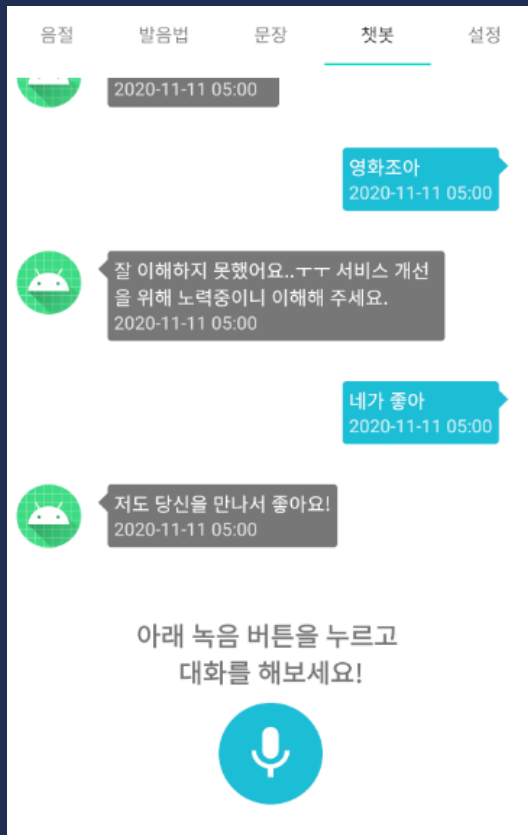 음절 발음법 문장 챗봇 설정
2020-11-11 05:00
영화조아
2020-11-11 05:00
잘 이해하지 못했어요..ㅜㅜ 서비스 개선
을 위해 노력중이니 이해해 주세요.
2020-11-11 05:00
네가 좋아
2020-11-11 05:00
저도 당신을 만나서 좋아요!
2020-11-11 05:00
아래 녹음 버튼을 누르고
대화를 해보세요!